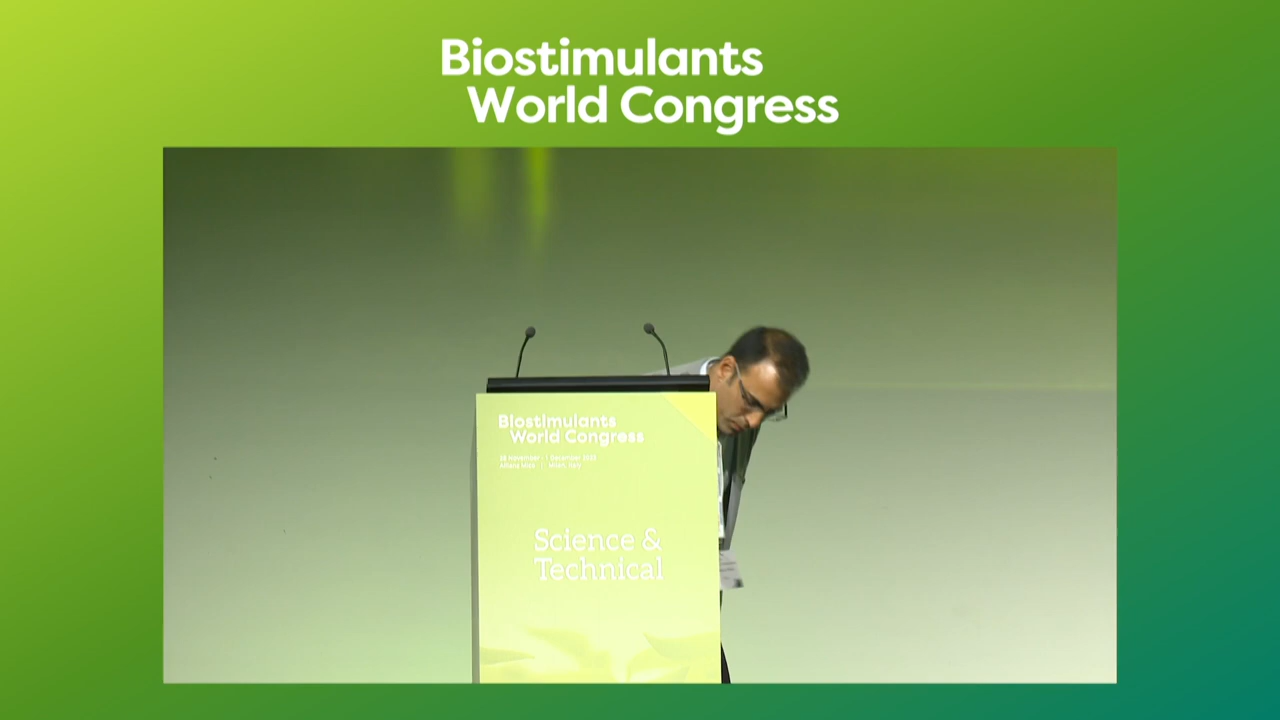 Biostimulants
World Congress
Biostimulants
World Congress
Science &
Technical